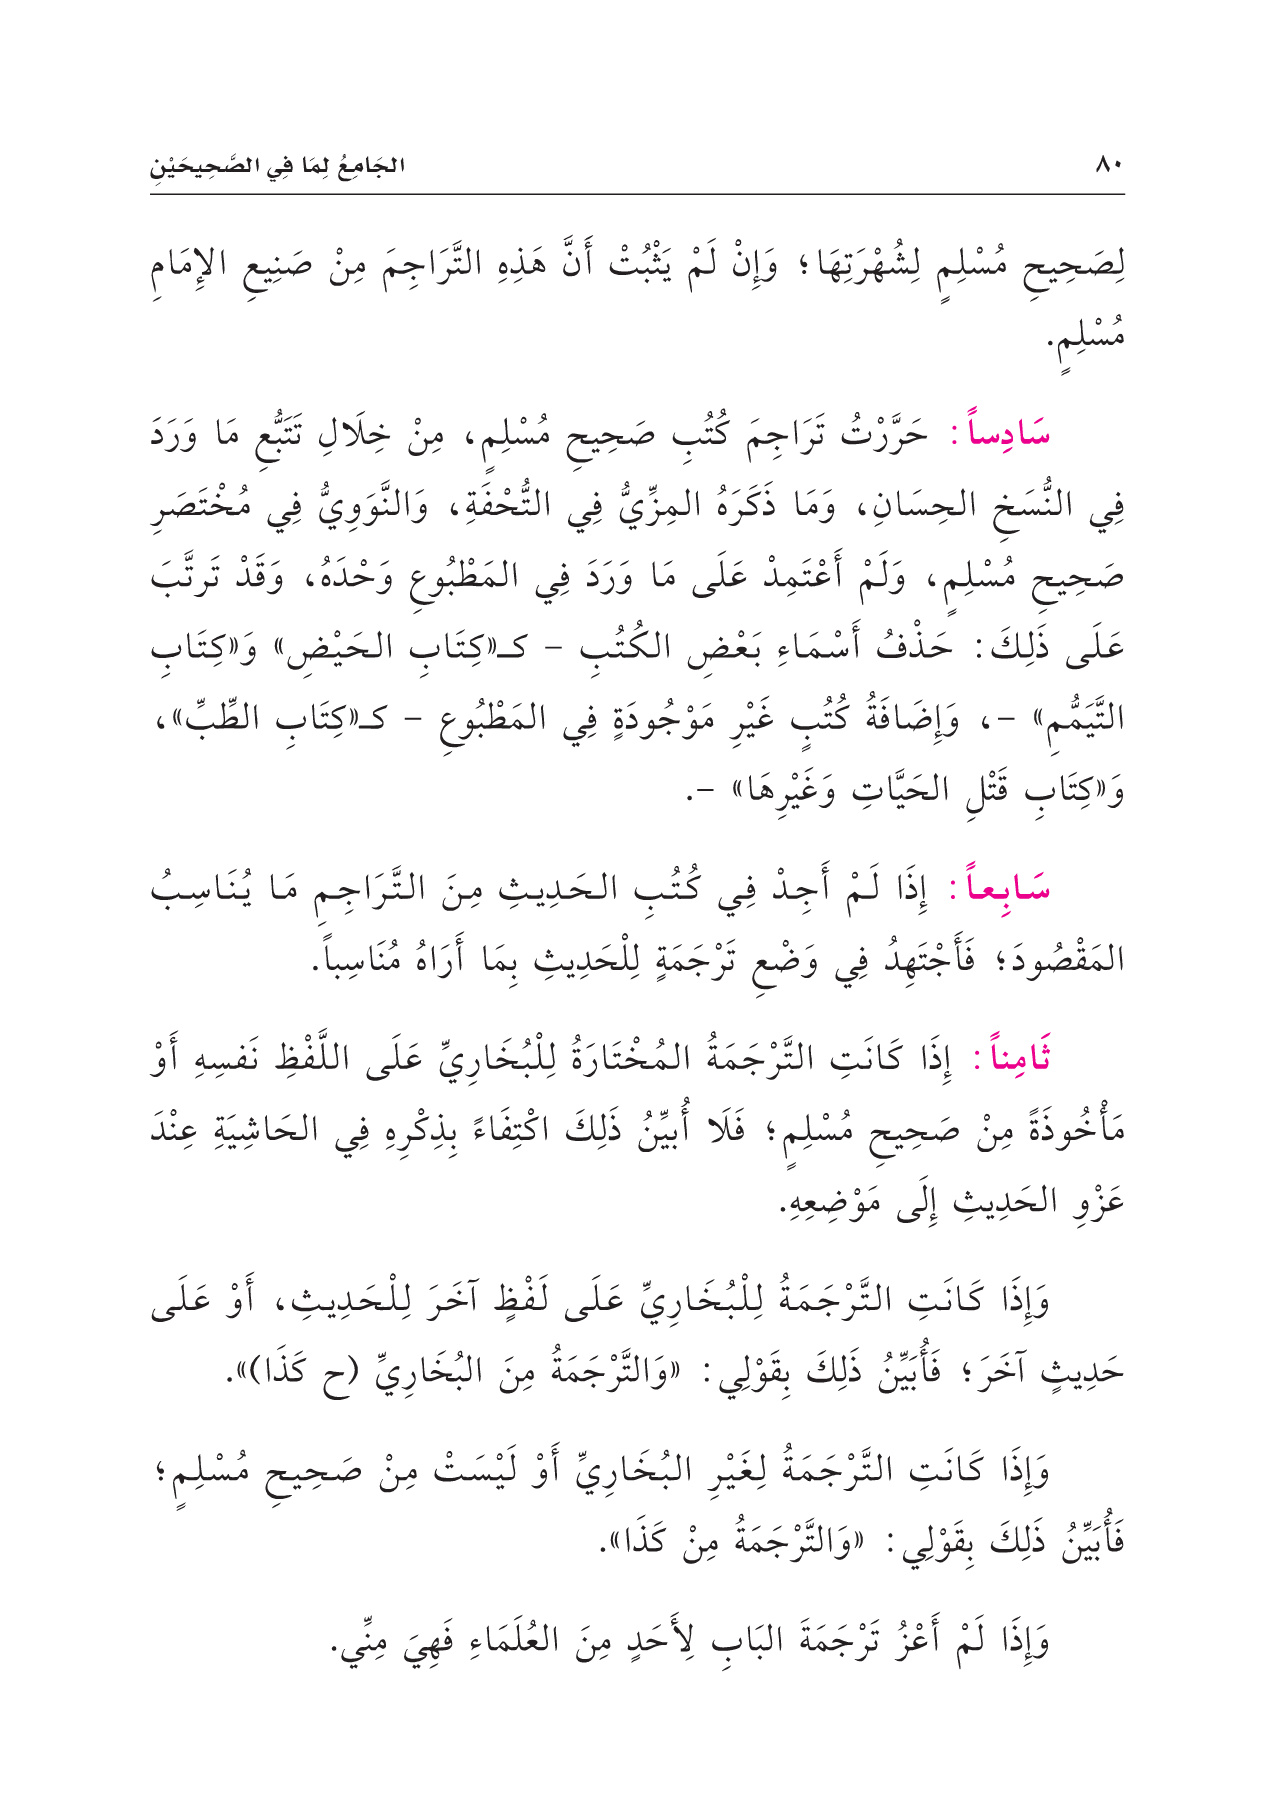 ٨٠ الجَامِعُ لِمَا فِي الصَّحِيحَيْنِ
لِصَحِيحِ مُسْلِمٍ لِشُهْرَتِهَا؛ وَإِنْ لَمْ يَثْبُتْ أَنَّ هَذِهِ التَّرَاجِمَ مِنْ صَنِيعِ الإِمَامِ
مُسْلِمٍ.
سَادِساً: حَرَّرْتُ تَرَاجِمَ كُتُبِ صَحِيحِ مُسْلِمٍ، مِنْ خِلَالِ تَتَبُّعِ مَا وَرَدَ
فِي النُّسَخِ الحِسَانِ، وَمَا ذَكَرَهُ المِزِّيُّ فِي التُّحْفَةِ، وَالنَّوَوِيُّ فِي مُخْتَصَرِ
صَحِيحِ مُسْلِمٍ، وَلَمْ أَعْتَمِدْ عَلَى مَا وَرَدَ فِي المَطْبُوعِ وَحْدَهُ، وَقَدْ تَرتَّبَ
عَلَى ذَلِكَ: حَذْفُ أَسْمَاءِ بَعْضِ الكُتُبِ – كـ«كِتَابِ الحَيْضِ» وَ«كِتَابِ
التَّيَمُّمِ» –، وَإِضَافَةُ كُتُبٍ غَيْرِ مَوْجُودَةٍ فِي المَطْبُوعِ – كـ«كِتَابِ الطِّبِّ»،
وَ«كِتَابِ قَتْلِ الحَيَّاتِ وَغَيْرِهَا» –.
سَابِعاً: إِذَا لَمْ أَجِدْ فِي كُتُبِ الحَدِيثِ مِنَ التَّرَاجِمِ مَا يُنَاسِبُ
المَقْصُودَ؛ فَأَجْتَهِدُ فِي وَضْعِ تَرْجَمَةٍ لِلْحَدِيثِ بِمَا أَرَاهُ مُنَاسِباً.
ثَامِناً: إِذَا كَانَتِ التَّرْجَمَةُ المُخْتَارَةُ لِلْبُخَارِيِّ عَلَى اللَّفْظِ نَفسِهِ أَوْ
مَأْخُوذَةً مِنْ صَحِيحِ مُسْلِمٍ؛ فَلَا أُبيِّنُ ذَلِكَ اكْتِفَاءً بِذِكْرِهِ فِي الحَاشِيَةِ عِنْدَ
عَزْوِ الحَدِيثِ إِلَى مَوْضِعِهِ.
وَإِذَا كَانَتِ التَّرْجَمَةُ لِلْبُخَارِيِّ عَلَى لَفْظٍ آخَرَ لِلْحَدِيثِ، أَوْ عَلَى
حَدِيثٍ آخَرَ؛ فَأُبَيِّنُ ذَلِكَ بِقَوْلِي: «وَالتَّرْجَمَةُ مِنَ البُخَارِيِّ (ح كَذَا)».
وَإِذَا كَانَتِ التَّرْجَمَةُ لِغَيْرِ البُخَارِيِّ أَوْ لَيْسَتْ مِنْ صَحِيحِ مُسْلِمٍ؛
فَأُبَيِّنُ ذَلِكَ بِقَوْلِي: «وَالتَّرْجَمَةُ مِنْ كَذَا».
وَإِذَا لَمْ أَعْزُ تَرْجَمَةَ البَابِ لِأَحَدٍ مِنَ العُلَمَاءِ فَهِيَ مِنِّي.